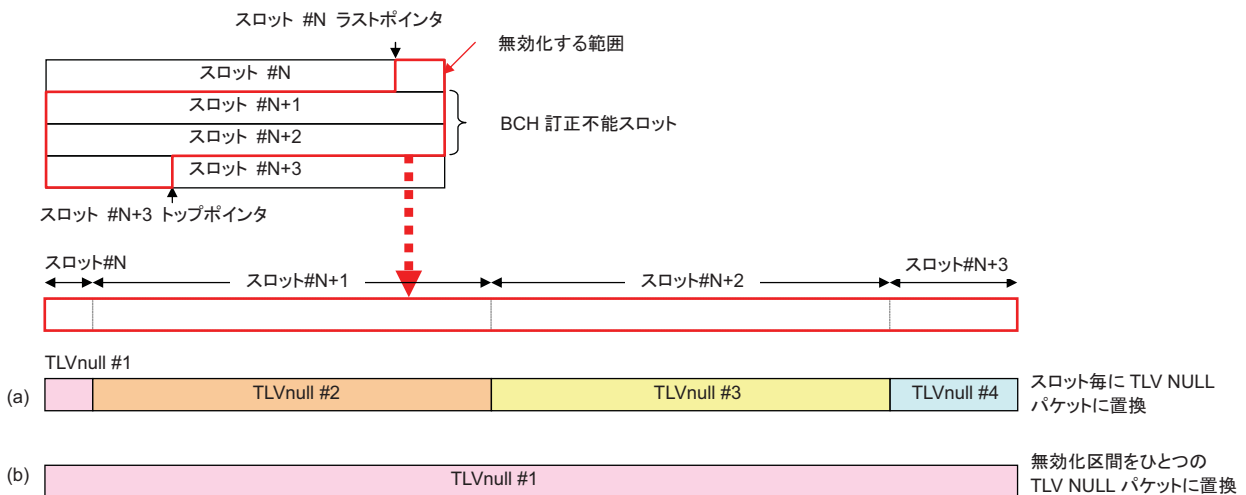 スロット #N ラストポインタ
無効化する範囲
スロット #N
スロット #N+1
スロット #N+2
スロット #N+3
BCH 訂正不能スロット
スロット #N+3 トップポインタ
スロット#N
スロット#N+1
スロット#N+2
スロット#N+3
TLVnull #1
(a)
TLVnull #2
TLVnull #3
TLVnull #4
スロット毎に TLV NULL
パケットに置換
(b)
TLVnull #1
無効化区間をひとつの
TLV NULL パケットに置換